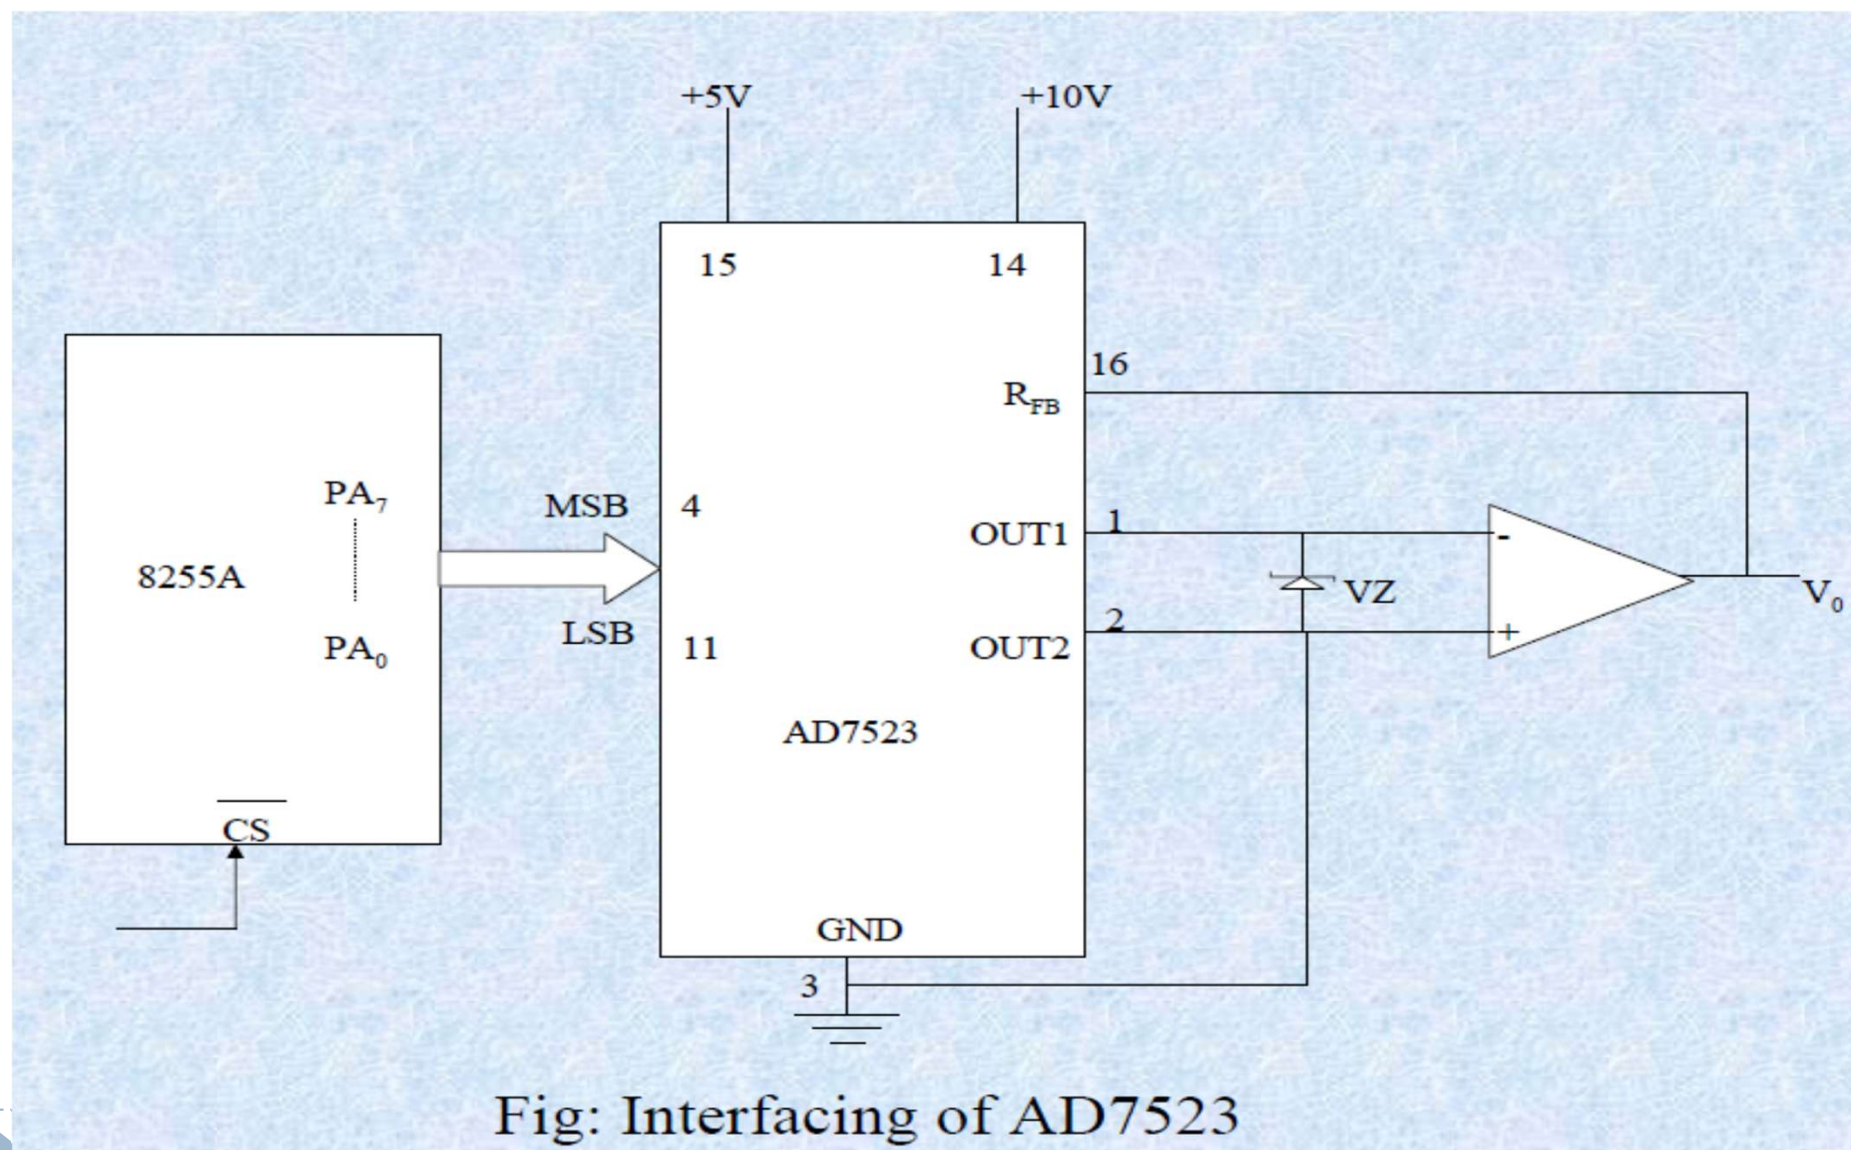 +5V +10V
15 14
16
R_FB
PA₇ MSB 4
OUT1 1 -
8255A VZ V₀
LSB 2 +
PA₀ 11 OUT2
AD7523
CS
GND
3
Fig: Interfacing of AD7523